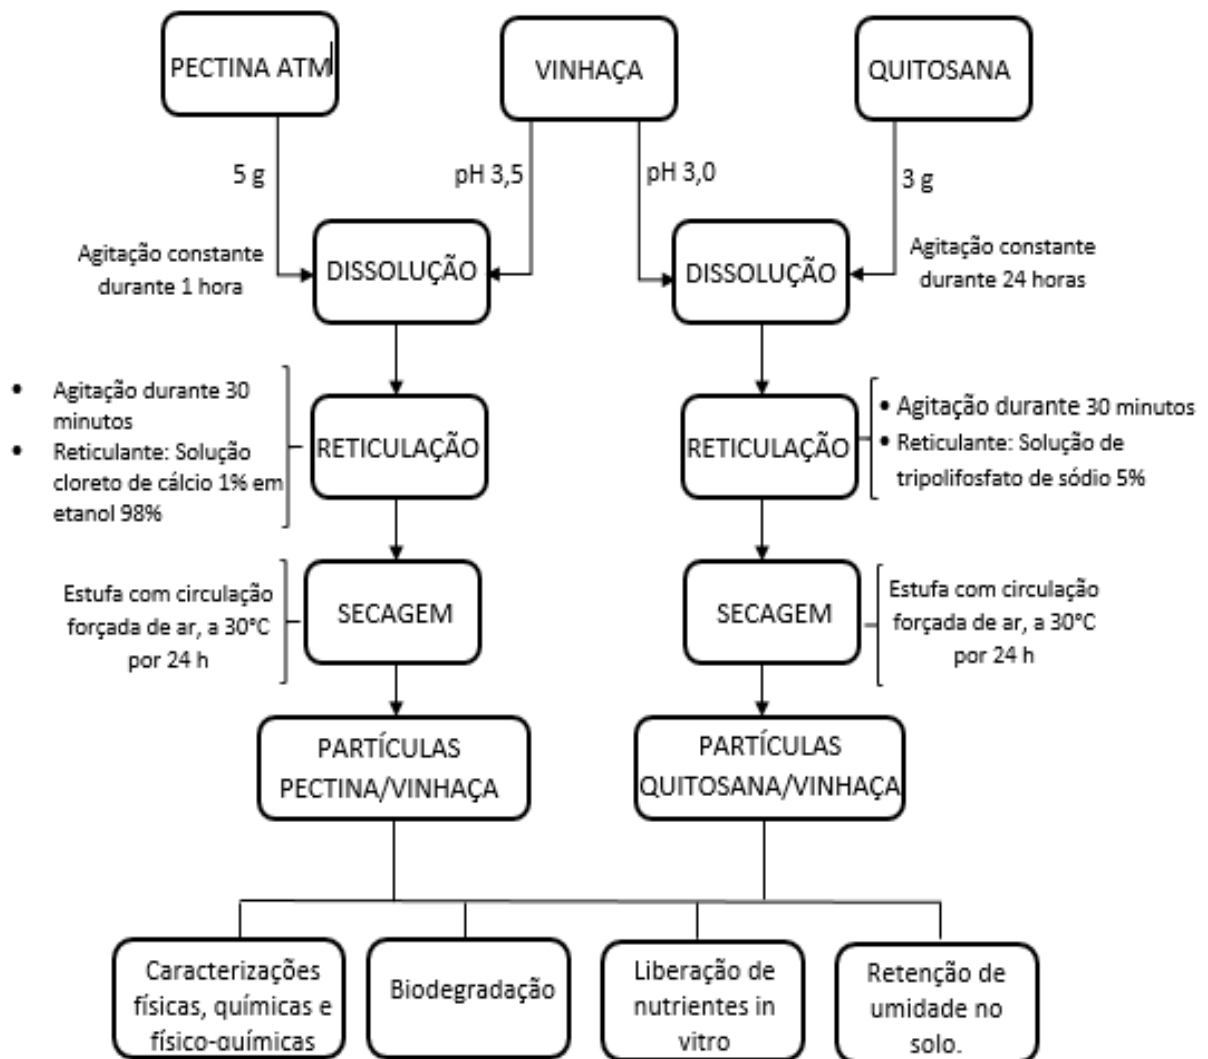 PECTINA ATM
VINHAÇA
QUITOSANA
5 g
pH 3,5
pH 3,0
3 g
Agitação constante
durante 1 hora
DISSOLUÇÃO
DISSOLUÇÃO
Agitação constante
durante 24 horas
• Agitação durante 30
minutos
• Reticulante: Solução
cloreto de cálcio 1% em
etanol 98%
RETICULAÇÃO
RETICULAÇÃO
• Agitação durante 30 minutos
• Reticulante: Solução de
tripolifosfato de sódio 5%
Estufa com circulação
forçada de ar, a 30°C
por 24 h
SECAGEM
SECAGEM
Estufa com circulação
forçada de ar, a 30°C
por 24 h
PARTÍCULAS
PECTINA/VINHAÇA
PARTÍCULAS
QUITOSANA/VINHAÇA
Caracterizações
físicas, químicas e
físico-químicas
Biodegradação
Liberação de
nutrientes in
vitro
Retenção de
umidade no
solo.